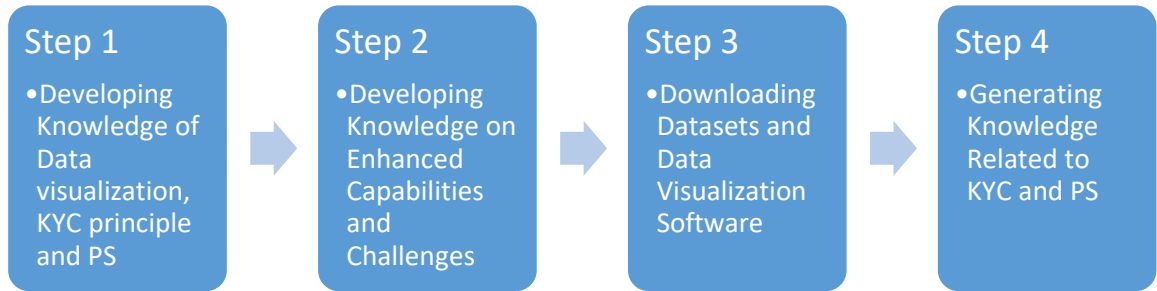 Step 1
•Developing
Knowledge of
Data
visualization,
KYC principle
and PS
Step 2
•Developing
Knowledge on
Enhanced
Capabilities
and
Challenges
Step 3
•Downloading
Datasets and
Data
Visualization
Software
Step 4
•Generating
Knowledge
Related to
KYC and PS